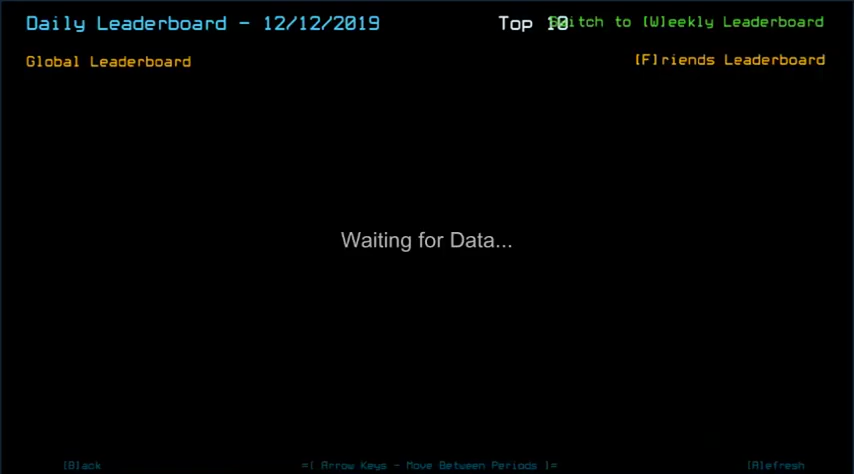 Daily Leaderboard - 12/12/2019 Top 10 Switch to [W]eekly Leaderboard
Global Leaderboard [F]riends Leaderboard
Waiting for Data...
[B]ack =[ Arrow Keys - Move Between Periods ]= [R]efresh